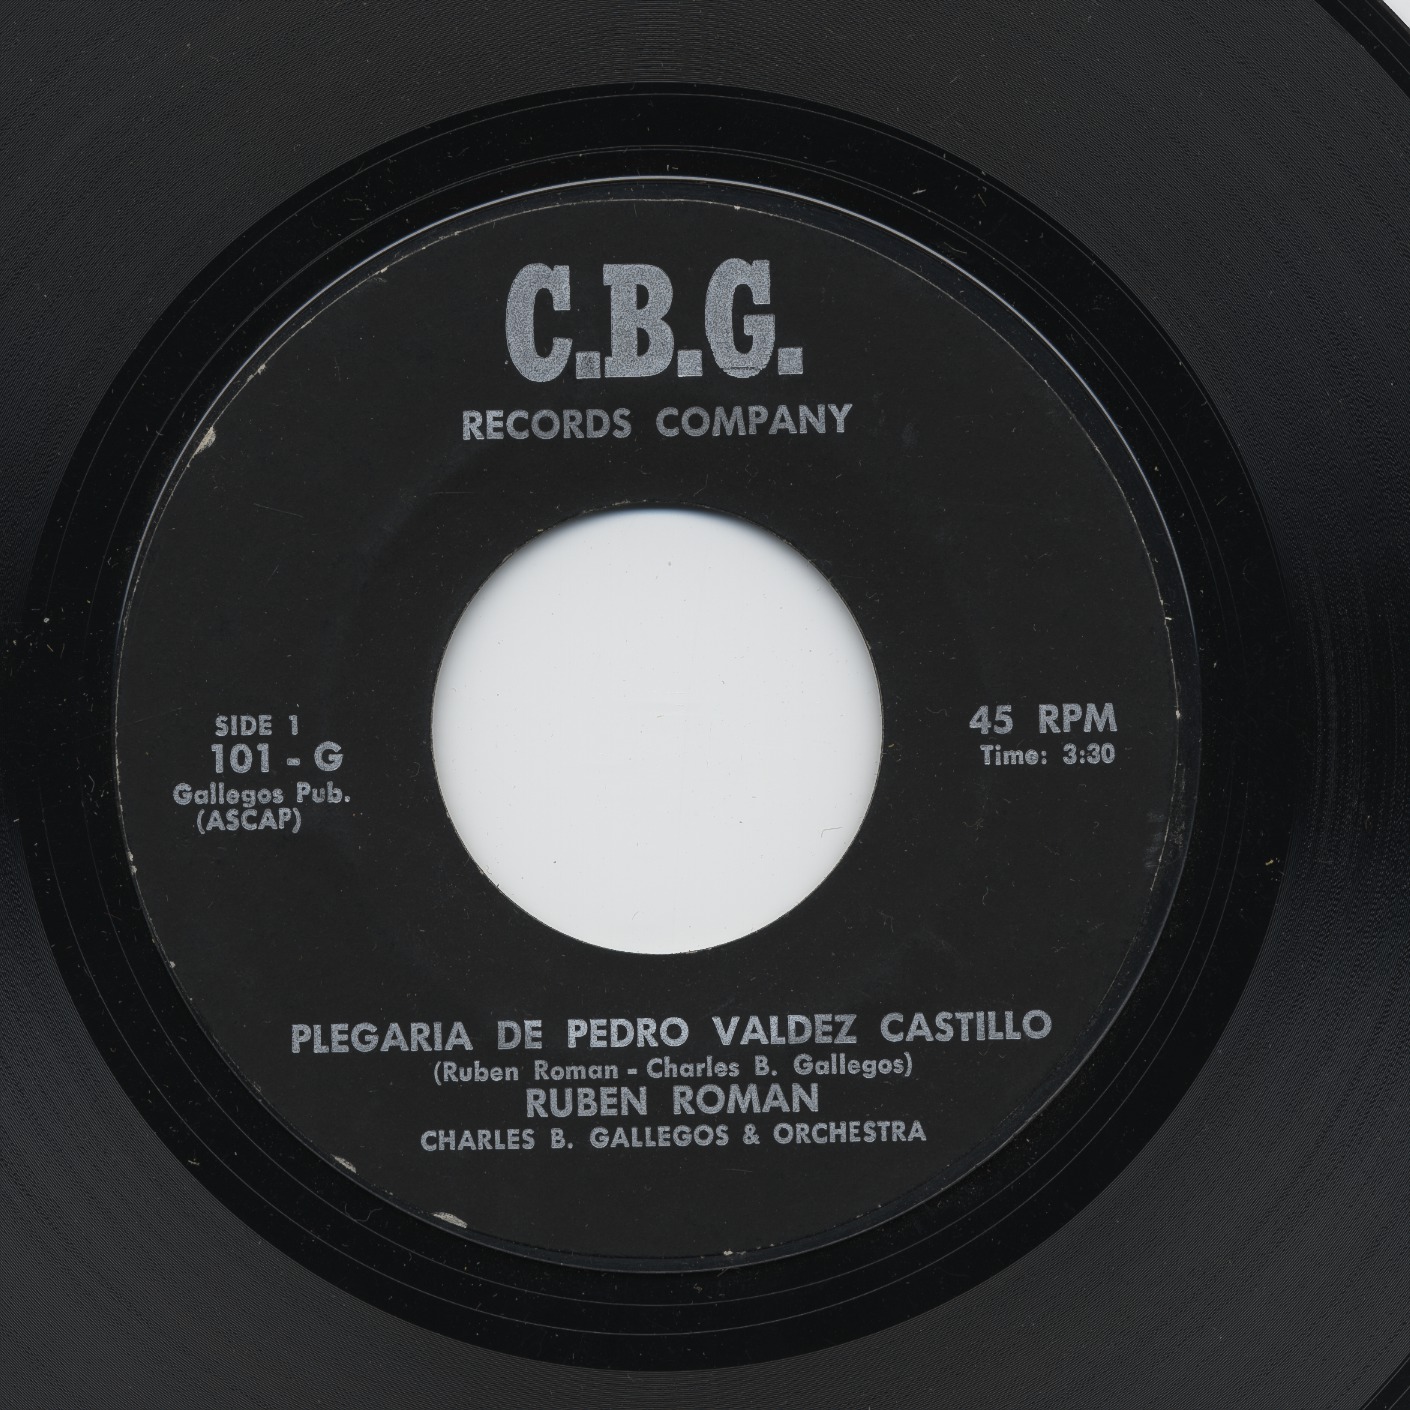 C.B.G.
RECORDS COMPANY
SIDE 1
101 - G
Gallegos Pub.
(ASCAP)
45 RPM
Time: 3:30
PLEGARIA DE PEDRO VALDEZ CASTILLO
(Ruben Roman - Charles B. Gallegos)
RUBEN ROMAN
CHARLES B. GALLEGOS & ORCHESTRA